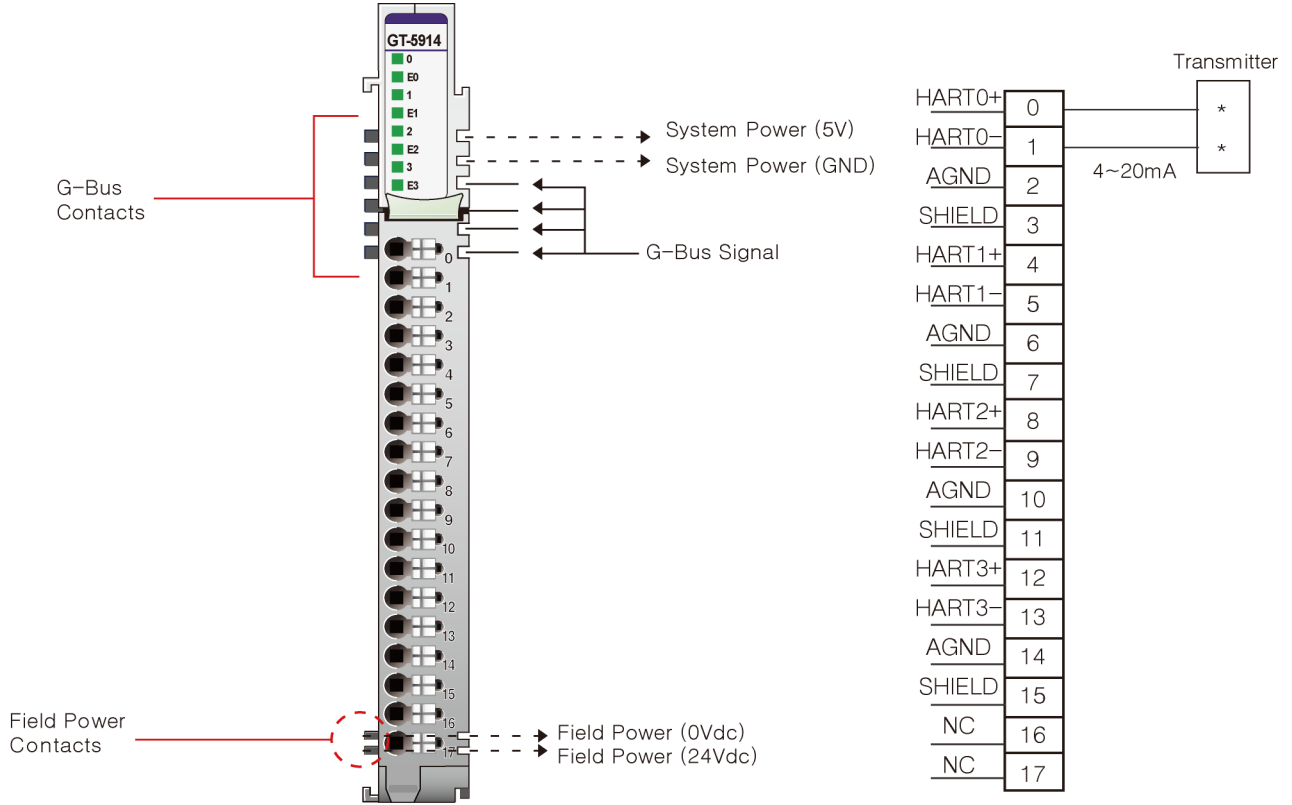 GT-5914
0
E0
1
E1
2
E2
3
E3
G-Bus
Contacts
System Power (5V)
System Power (GND)
G-Bus Signal
0
1
2
3
4
5
6
7
8
9
10
11
12
13
14
15
16
17
Field Power
Contacts
Field Power (0Vdc)
Field Power (24Vdc)
Transmitter
*
*
4~20mA
HART0+ 0
HART0- 1
AGND 2
SHIELD 3
HART1+ 4
HART1- 5
AGND 6
SHIELD 7
HART2+ 8
HART2- 9
AGND 10
SHIELD 11
HART3+ 12
HART3- 13
AGND 14
SHIELD 15
NC 16
NC 17